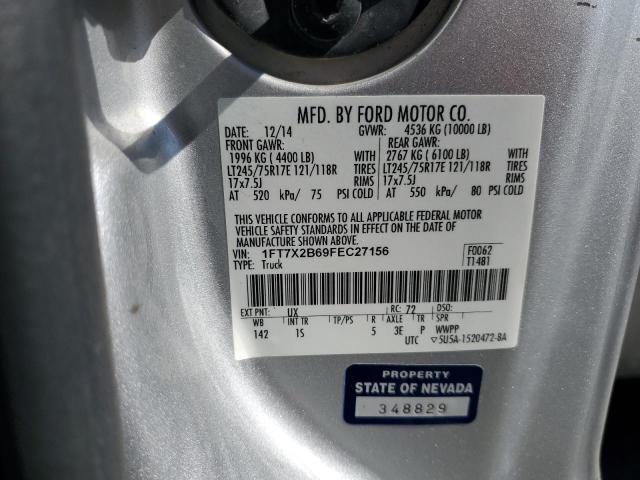 MFD. BY FORD MOTOR CO.
DATE: 12/14 GVWR: 4536 KG (10000 LB)
FRONT GAWR: REAR GAWR:
1996 KG ( 4400 LB) WITH 2767 KG ( 6100 LB) WITH
LT245/75R17E 121/118R TIRES LT245/75R17E 121/118R TIRES
17x7.5J RIMS 17x7.5J RIMS
AT 520 kPa/ 75 PSI COLD AT 550 kPa/ 80 PSI COLD
THIS VEHICLE CONFORMS TO ALL APPLICABLE FEDERAL MOTOR
VEHICLE SAFETY STANDARDS IN EFFECT ON THE DATE OF
MANUFACTURE SHOWN ABOVE.
VIN: 1FT7X2B69FEC27156 F0062
TYPE: Truck T1481
EXT PNT: UX RC: 72 DSO:
WB INT TR TP/PS R AXLE TR SPR
142 1S 5 3E P WWPP
UTC ▽5U5A-1520472-BA
PROPERTY
STATE OF NEVADA
348829